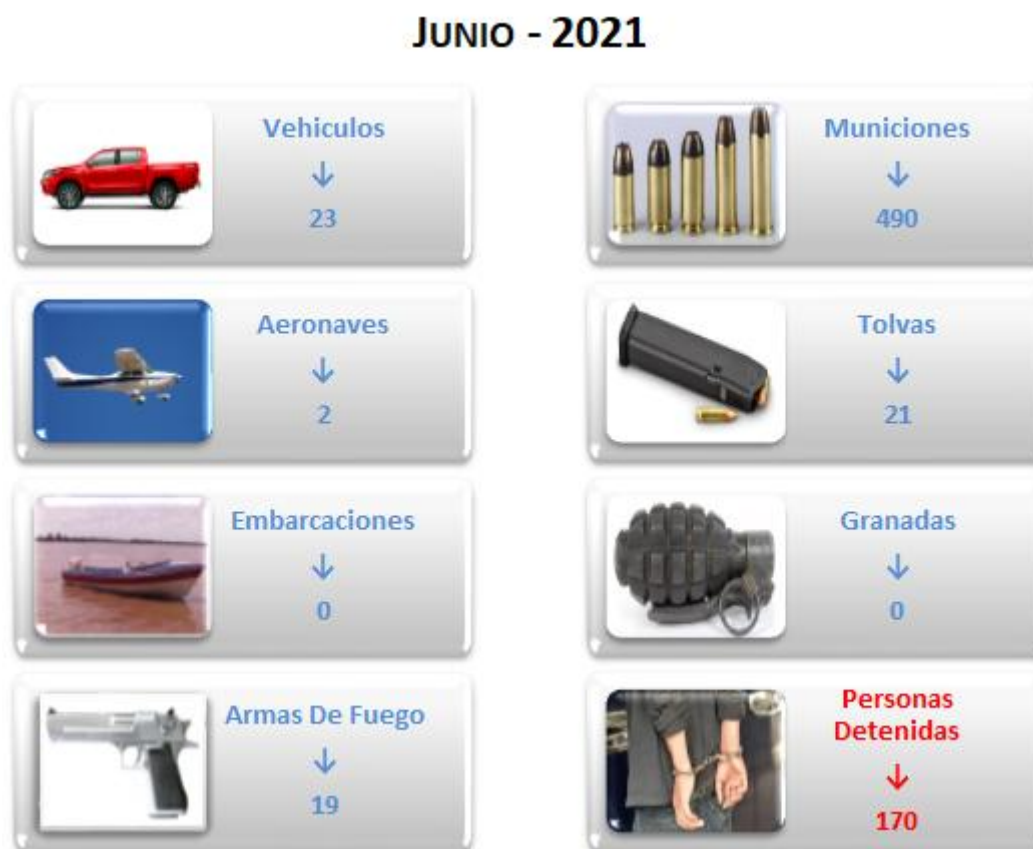 JUNIO - 2021
Vehiculos
↓
23
Municiones
↓
490
Aeronaves
↓
2
Tolvas
↓
21
Embarcaciones
↓
0
Granadas
↓
0
Armas De Fuego
↓
19
Personas
Detenidas
↓
170